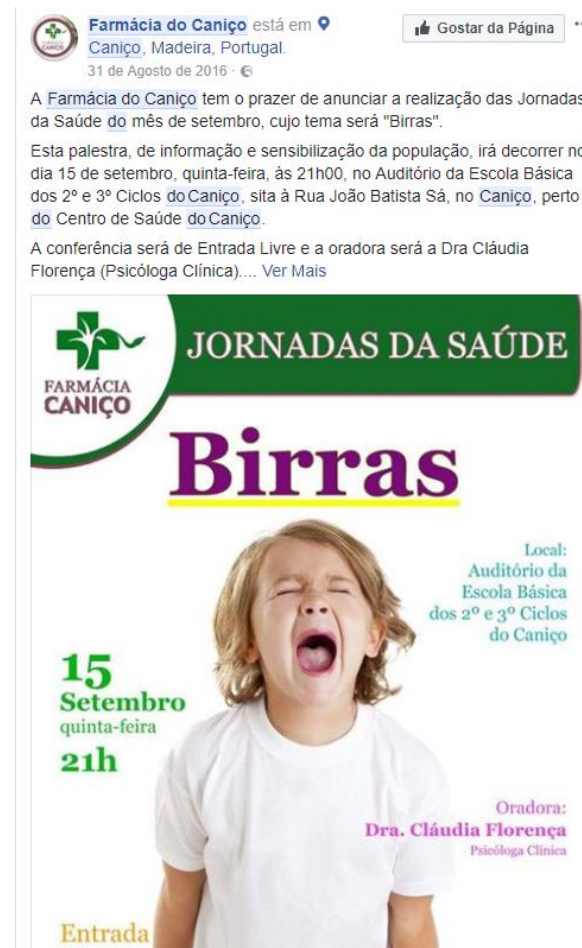 Farmácia do Caniço está em
Caniço, Madeira, Portugal.
31 de Agosto de 2016 ·
Gostar da Página
A Farmácia do Caniço tem o prazer de anunciar a realização das Jornadas
da Saúde do mês de setembro, cujo tema será "Birras".
Esta palestra, de informação e sensibilização da população, irá decorrer no
dia 15 de setembro, quinta-feira, às 21h00, no Auditório da Escola Básica
dos 2º e 3º Ciclos do Caniço, sita à Rua João Batista Sá, no Caniço, perto
do Centro de Saúde do Caniço.
A conferência será de Entrada Livre e a oradora será a Dra Cláudia
Florença (Psicóloga Clínica).... Ver Mais
FARMÁCIA
CANIÇO
JORNADAS DA SAÚDE
Birras
Local:
Auditório da
Escola Básica
dos 2º e 3º Ciclos
do Caniço
15
Setembro
quinta-feira
21h
Oradora:
Dra. Cláudia Florença
Psicóloga Clínica
Entrada